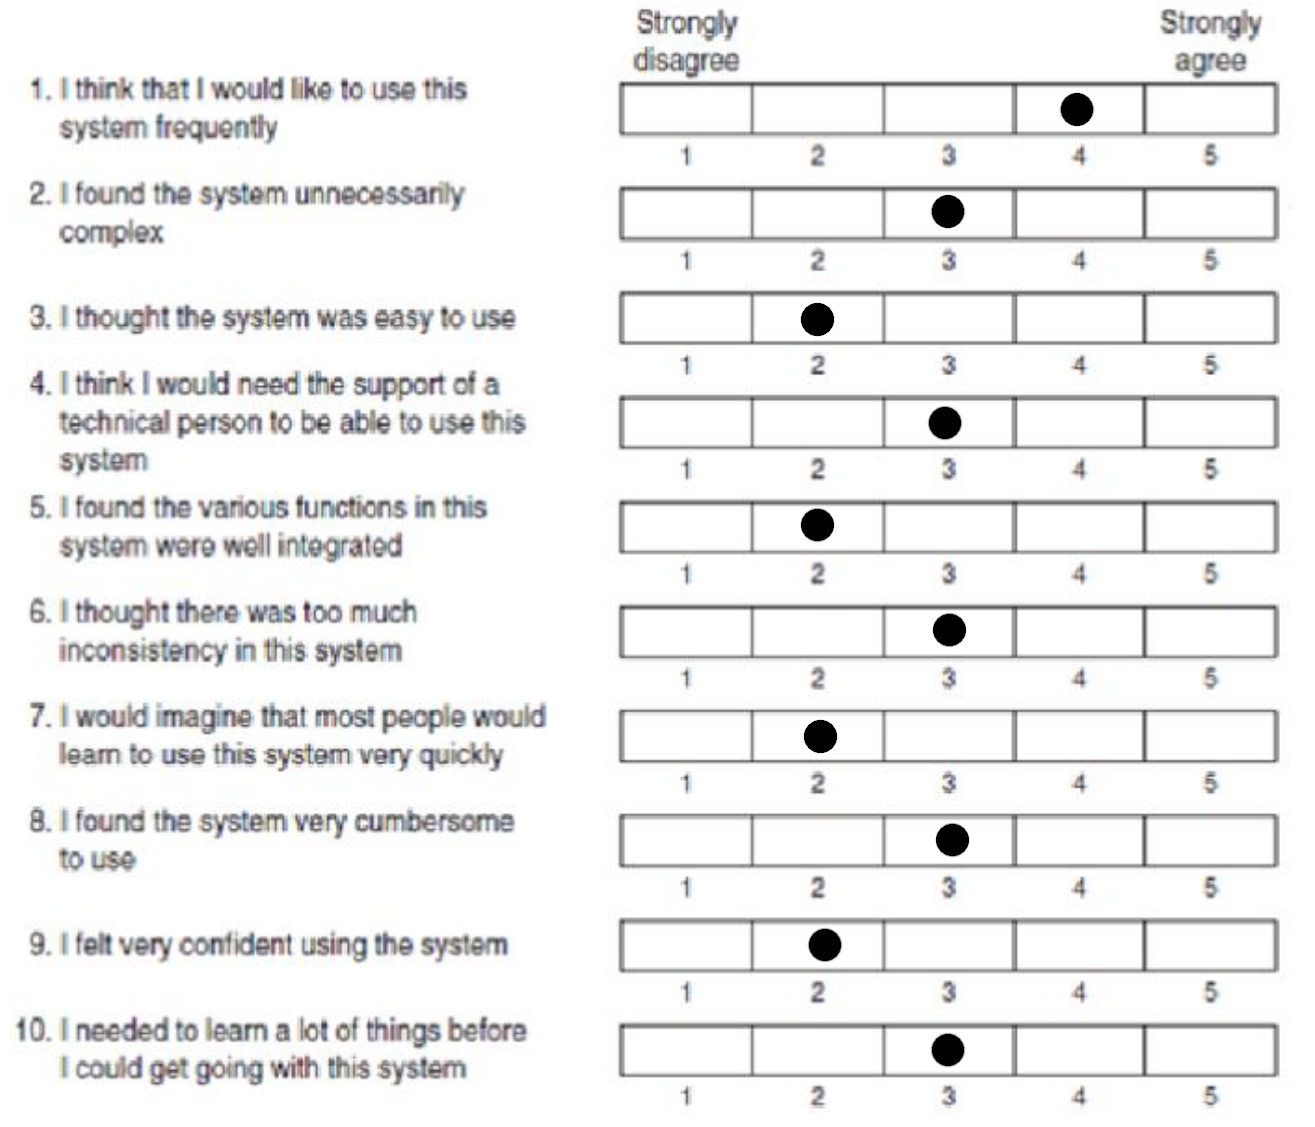 Strongly disagree
Strongly agree
1. I think that I would like to use this
system frequently
1 2 3 4 5
2. I found the system unnecessarily
complex
1 2 3 4 5
3. I thought the system was easy to use
1 2 3 4 5
4. I think I would need the support of a
technical person to be able to use this
system
1 2 3 4 5
5. I found the various functions in this
system were well integrated
1 2 3 4 5
6. I thought there was too much
inconsistency in this system
1 2 3 4 5
7. I would imagine that most people would
learn to use this system very quickly
1 2 3 4 5
8. I found the system very cumbersome
to use
1 2 3 4 5
9. I felt very confident using the system
1 2 3 4 5
10. I needed to learn a lot of things before
I could get going with this system
1 2 3 4 5